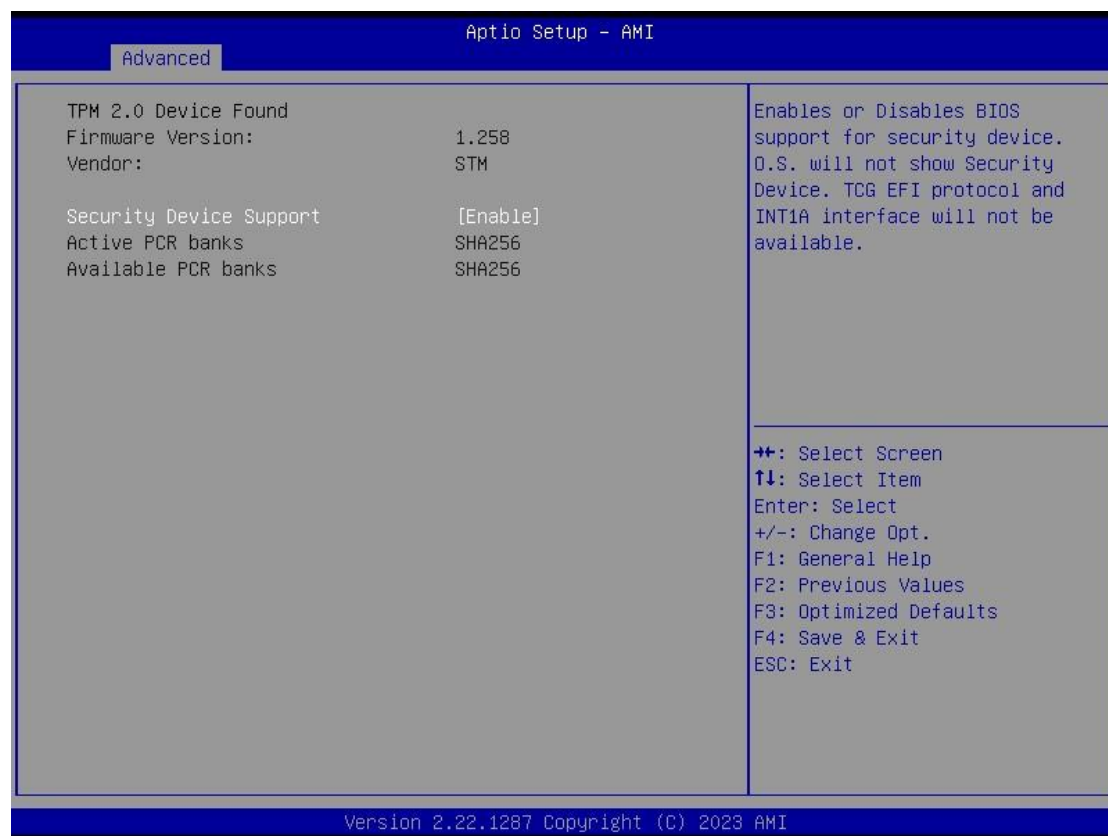 Aptio Setup - AMI
Advanced
TPM 2.0 Device Found
Firmware Version: 1.258
Vendor: STM
Security Device Support [Enable]
Active PCR banks SHA256
Available PCR banks SHA256
Enables or Disables BIOS
support for security device.
O.S. will not show Security
Device. TCG EFI protocol and
INT1A interface will not be
available.
→←: Select Screen
↑↓: Select Item
Enter: Select
+/-: Change Opt.
F1: General Help
F2: Previous Values
F3: Optimized Defaults
F4: Save & Exit
ESC: Exit
Version 2.22.1287 Copyright (C) 2023 AMI